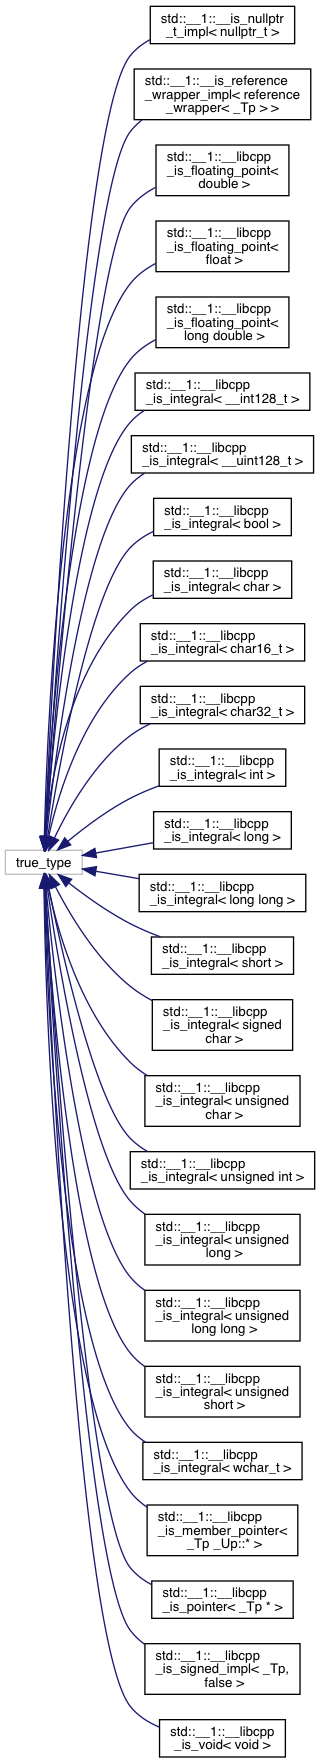 std::__1::__is_nullptr
_t_impl< nullptr_t >
std::__1::__is_reference
_wrapper_impl< reference
_wrapper< _Tp > >
std::__1::__libcpp
_is_floating_point<
double >
std::__1::__libcpp
_is_floating_point<
float >
std::__1::__libcpp
_is_floating_point<
long double >
std::__1::__libcpp
_is_integral< __int128_t >
std::__1::__libcpp
_is_integral< __uint128_t >
std::__1::__libcpp
_is_integral< bool >
std::__1::__libcpp
_is_integral< char >
std::__1::__libcpp
_is_integral< char16_t >
std::__1::__libcpp
_is_integral< char32_t >
std::__1::__libcpp
_is_integral< int >
std::__1::__libcpp
_is_integral< long >
true_type
std::__1::__libcpp
_is_integral< long long >
std::__1::__libcpp
_is_integral< short >
std::__1::__libcpp
_is_integral< signed
char >
std::__1::__libcpp
_is_integral< unsigned
char >
std::__1::__libcpp
_is_integral< unsigned int >
std::__1::__libcpp
_is_integral< unsigned
long >
std::__1::__libcpp
_is_integral< unsigned
long long >
std::__1::__libcpp
_is_integral< unsigned
short >
std::__1::__libcpp
_is_integral< wchar_t >
std::__1::__libcpp
_is_member_pointer<
_Tp _Up::* >
std::__1::__libcpp
_is_pointer< _Tp * >
std::__1::__libcpp
_is_signed_impl< _Tp,
false >
std::__1::__libcpp
_is_void< void >